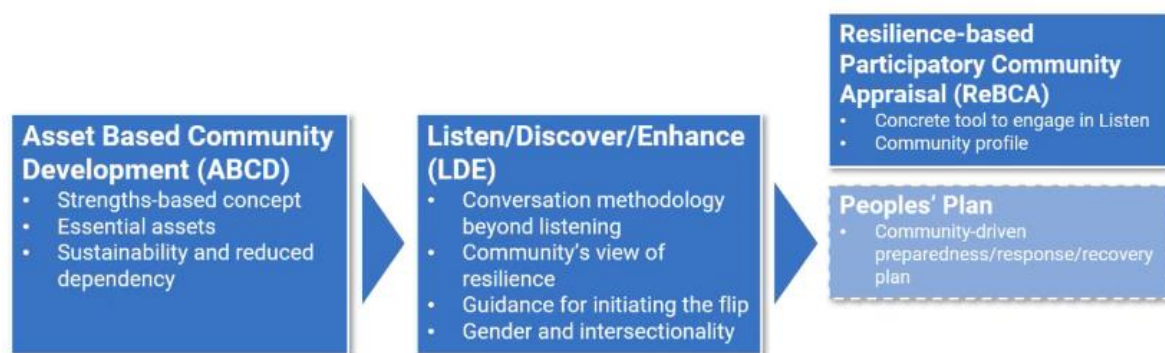 Asset Based Community
Development (ABCD)
• Strengths-based concept
• Essential assets
• Sustainability and reduced
dependency
Listen/Discover/Enhance
(LDE)
• Conversation methodology
beyond listening
• Community's view of
resilience
• Guidance for initiating the flip
• Gender and intersectionality
Resilience-based
Participatory Community
Appraisal (ReBCA)
• Concrete tool to engage in Listen
• Community profile
Peoples' Plan
• Community-driven
preparedness/response/recovery
plan